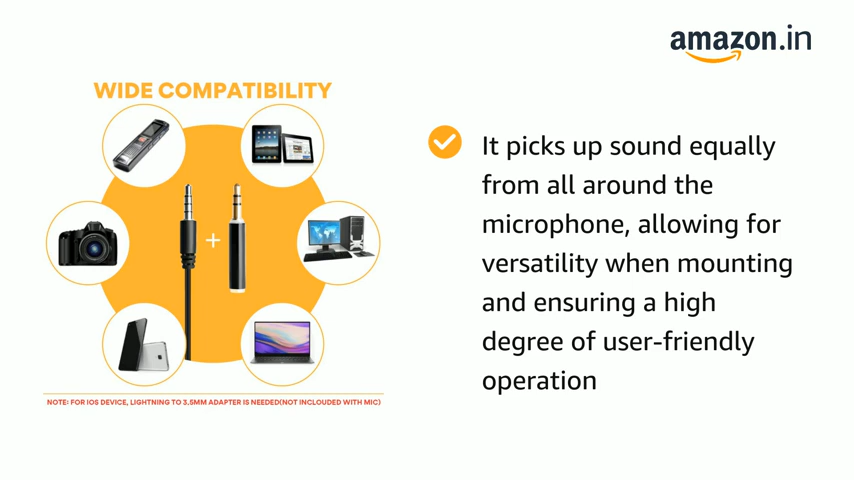 amazon.in
WIDE COMPATIBILITY
+
NOTE: FOR IOS DEVICE, LIGHTNING TO 3.5MM ADAPTER IS NEEDED(NOT INCLOUDED WITH MIC)
It picks up sound equally
from all around the
microphone, allowing for
versatility when mounting
and ensuring a high
degree of user-friendly
operation